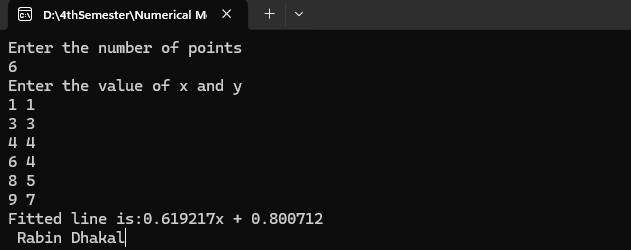 D:\4thSemester\Numerical M
Enter the number of points
6
Enter the value of x and y
1 1
3 3
4 4
6 4
8 5
9 7
Fitted line is:0.619217x + 0.800712
Rabin Dhakal